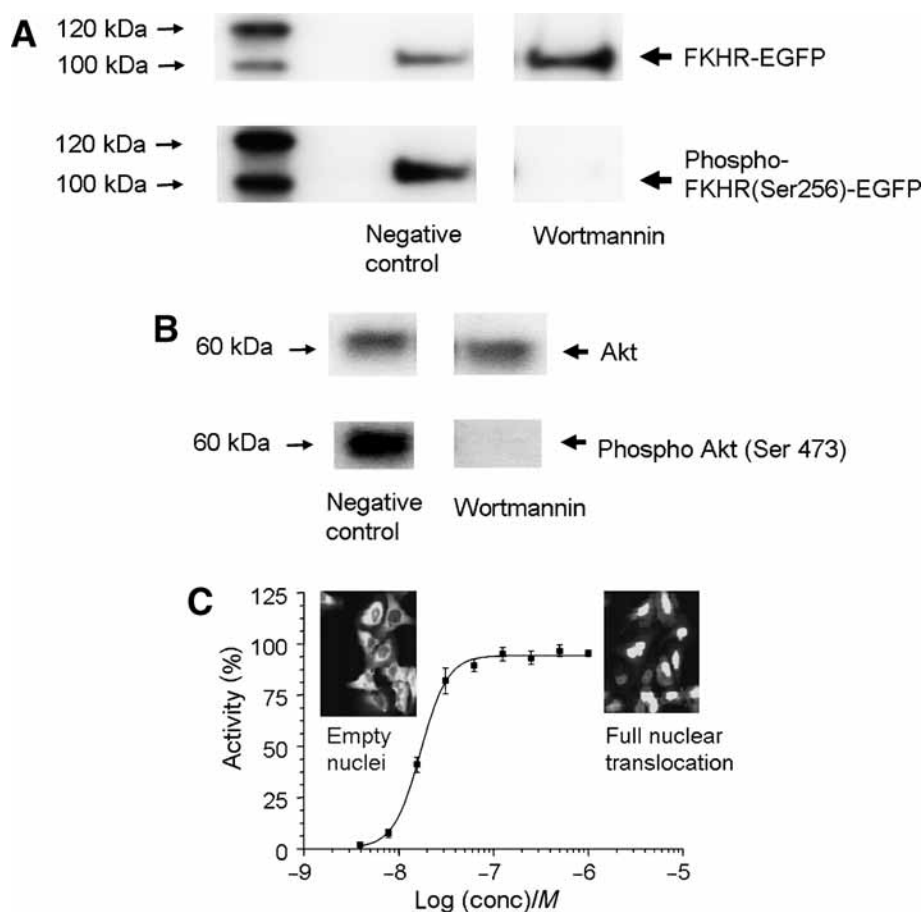 A
120 kDa →
100 kDa →
FKHR-EGFP
120 kDa →
100 kDa →
Phospho-
FKHR(Ser256)-EGFP
Negative
control
Wortmannin
B
60 kDa →
Akt
60 kDa →
Phospho Akt (Ser 473)
Negative
control
Wortmannin
C
125
100
75
50
25
0
Activity (%)
Empty
nuclei
Full nuclear
translocation
−9
−8
−7
−6
−5
Log (conc)/M